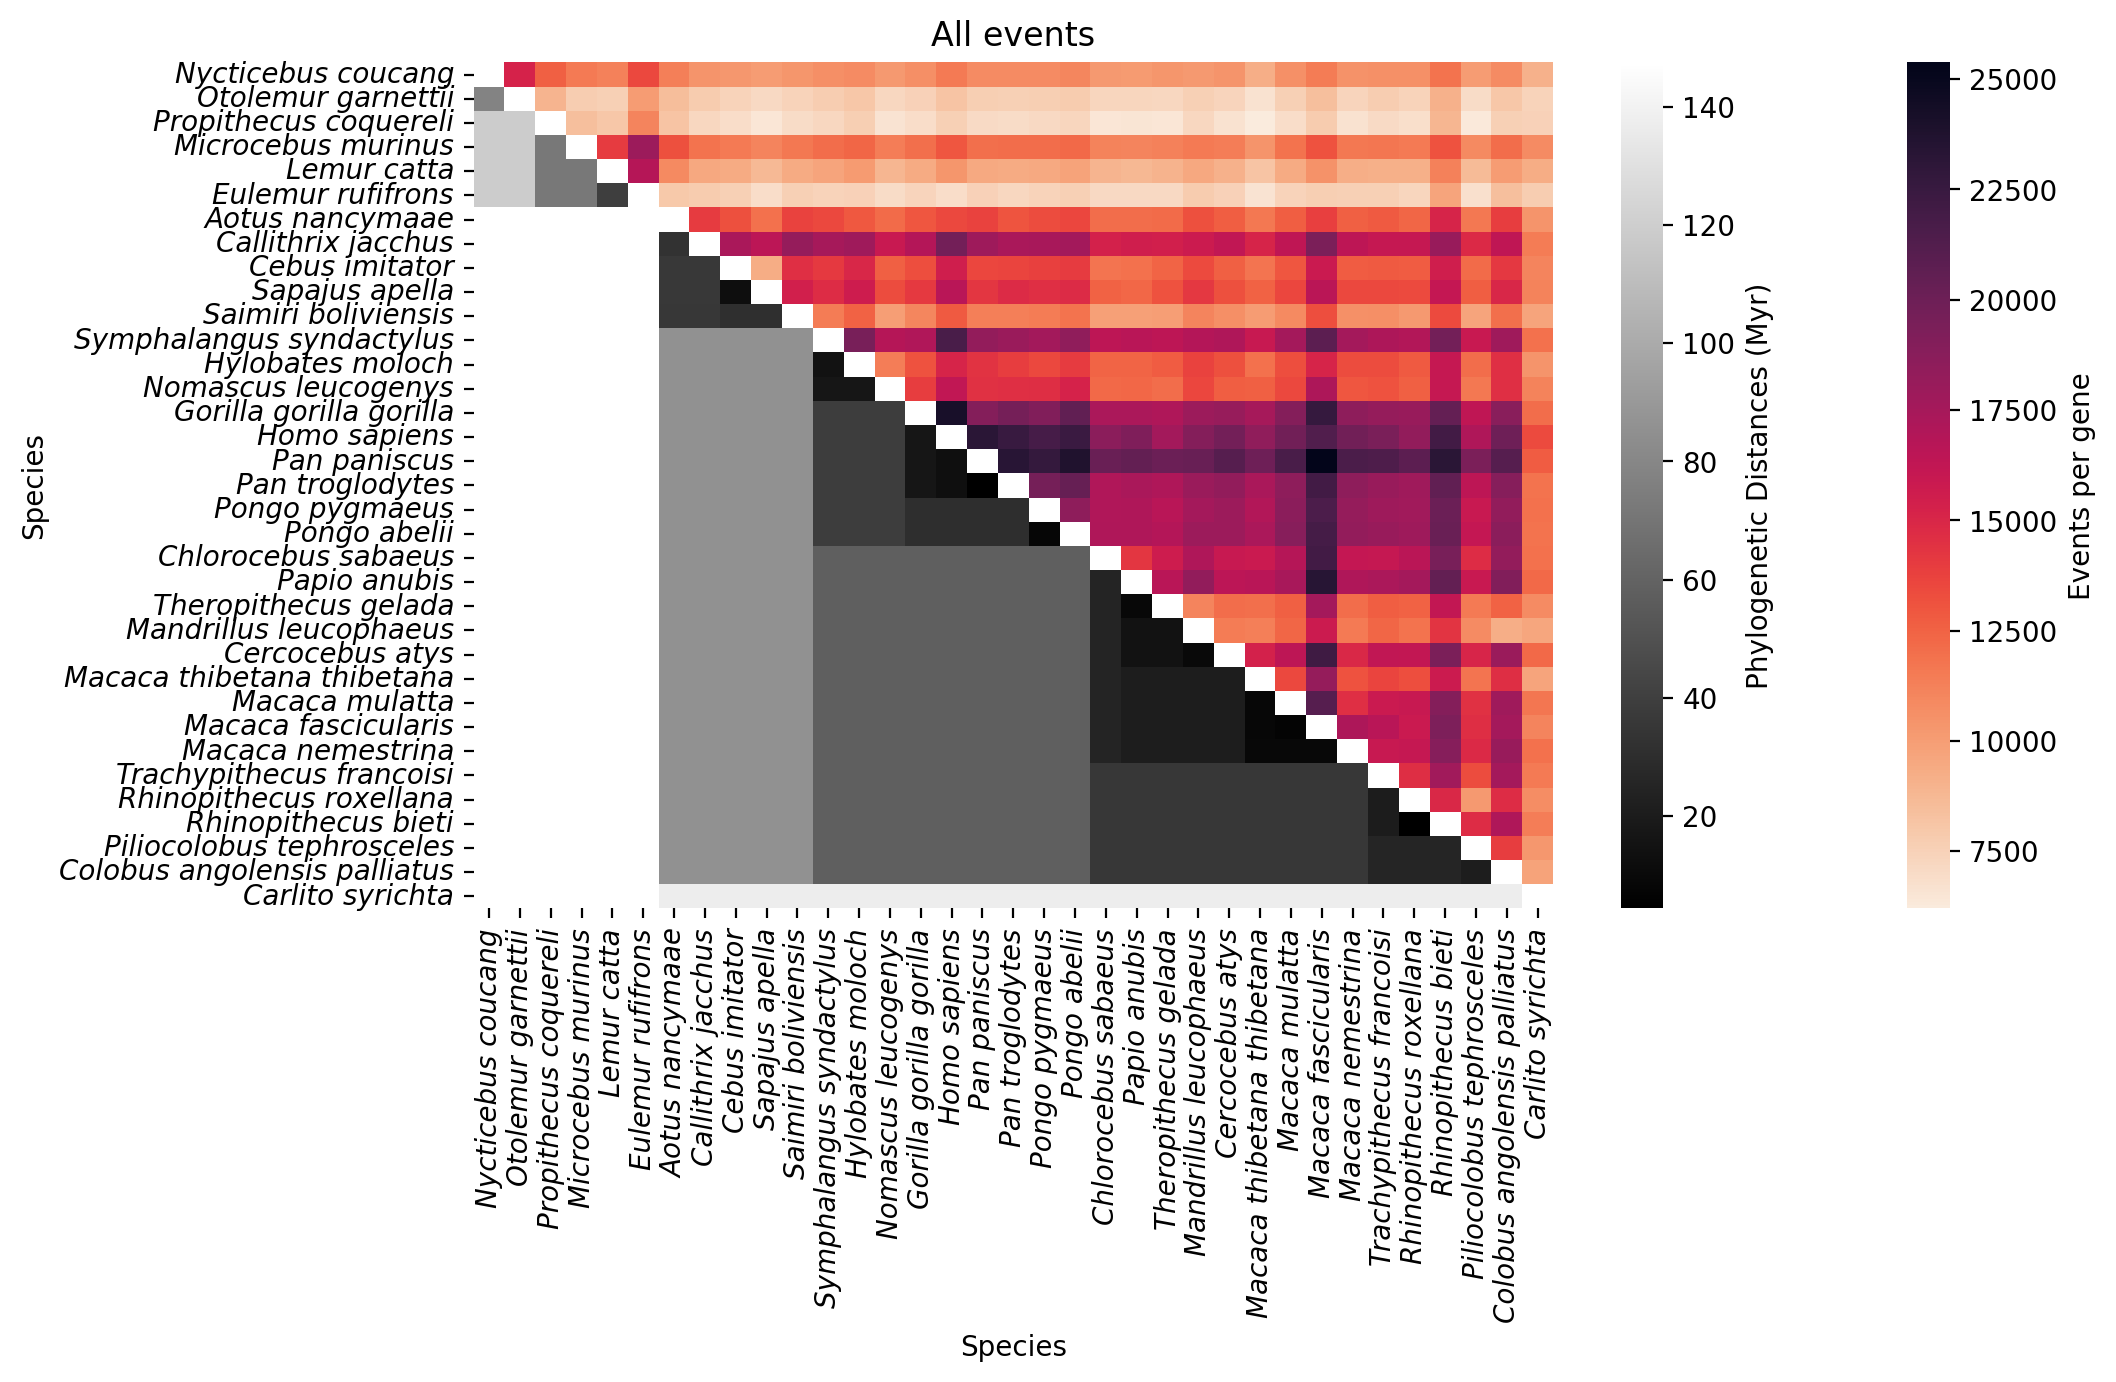 All events
Species
Nycticebus coucang
Otolemur garnettii
Propithecus coquereli
Microcebus murinus
Lemur catta
Eulemur rufifrons
Aotus nancymaae
Callithrix jacchus
Cebus imitator
Sapajus apella
Saimiri boliviensis
Symphalangus syndactylus
Hylobates moloch
Nomascus leucogenys
Gorilla gorilla gorilla
Homo sapiens
Pan paniscus
Pan troglodytes
Pongo pygmaeus
Pongo abelii
Chlorocebus sabaeus
Papio anubis
Theropithecus gelada
Mandrillus leucophaeus
Cercocebus atys
Macaca thibetana thibetana
Macaca mulatta
Macaca fascicularis
Macaca nemestrina
Trachypithecus francoisi
Rhinopithecus roxellana
Rhinopithecus bieti
Piliocolobus tephrosceles
Colobus angolensis palliatus
Carlito syrichta
Nycticebus coucang
Otolemur garnettii
Propithecus coquereli
Microcebus murinus
Lemur catta
Eulemur rufifrons
Aotus nancymaae
Callithrix jacchus
Cebus imitator
Sapajus apella
Saimiri boliviensis
Symphalangus syndactylus
Hylobates moloch
Nomascus leucogenys
Gorilla gorilla gorilla
Homo sapiens
Pan paniscus
Pan troglodytes
Pongo pygmaeus
Pongo abelii
Chlorocebus sabaeus
Papio anubis
Theropithecus gelada
Mandrillus leucophaeus
Cercocebus atys
Macaca thibetana thibetana
Macaca mulatta
Macaca fascicularis
Macaca nemestrina
Trachypithecus francoisi
Rhinopithecus roxellana
Rhinopithecus bieti
Piliocolobus tephrosceles
Colobus angolensis palliatus
Carlito syrichta
Species
140
120
100
80
60
40
20
Phylogenetic Distances (Myr)
25000
22500
20000
17500
15000
12500
10000
7500
Events per gene